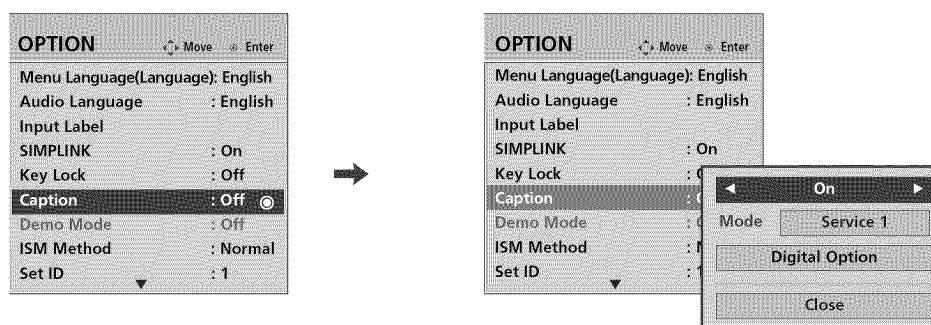 OPTION Move Enter
Menu Language(Language): English
Audio Language : English
Input Label
SIMPLINK : On
Key Lock : Off
Caption : Off
Demo Mode : Off
ISM Method : Normal
Set ID : 1
OPTION Move Enter
Menu Language(Language): English
Audio Language : English
Input Label
SIMPLINK : On
Key Lock :
Caption :
Demo Mode :
ISM Method :
Set ID : 1
On
Mode Service 1
Digital Option
Close